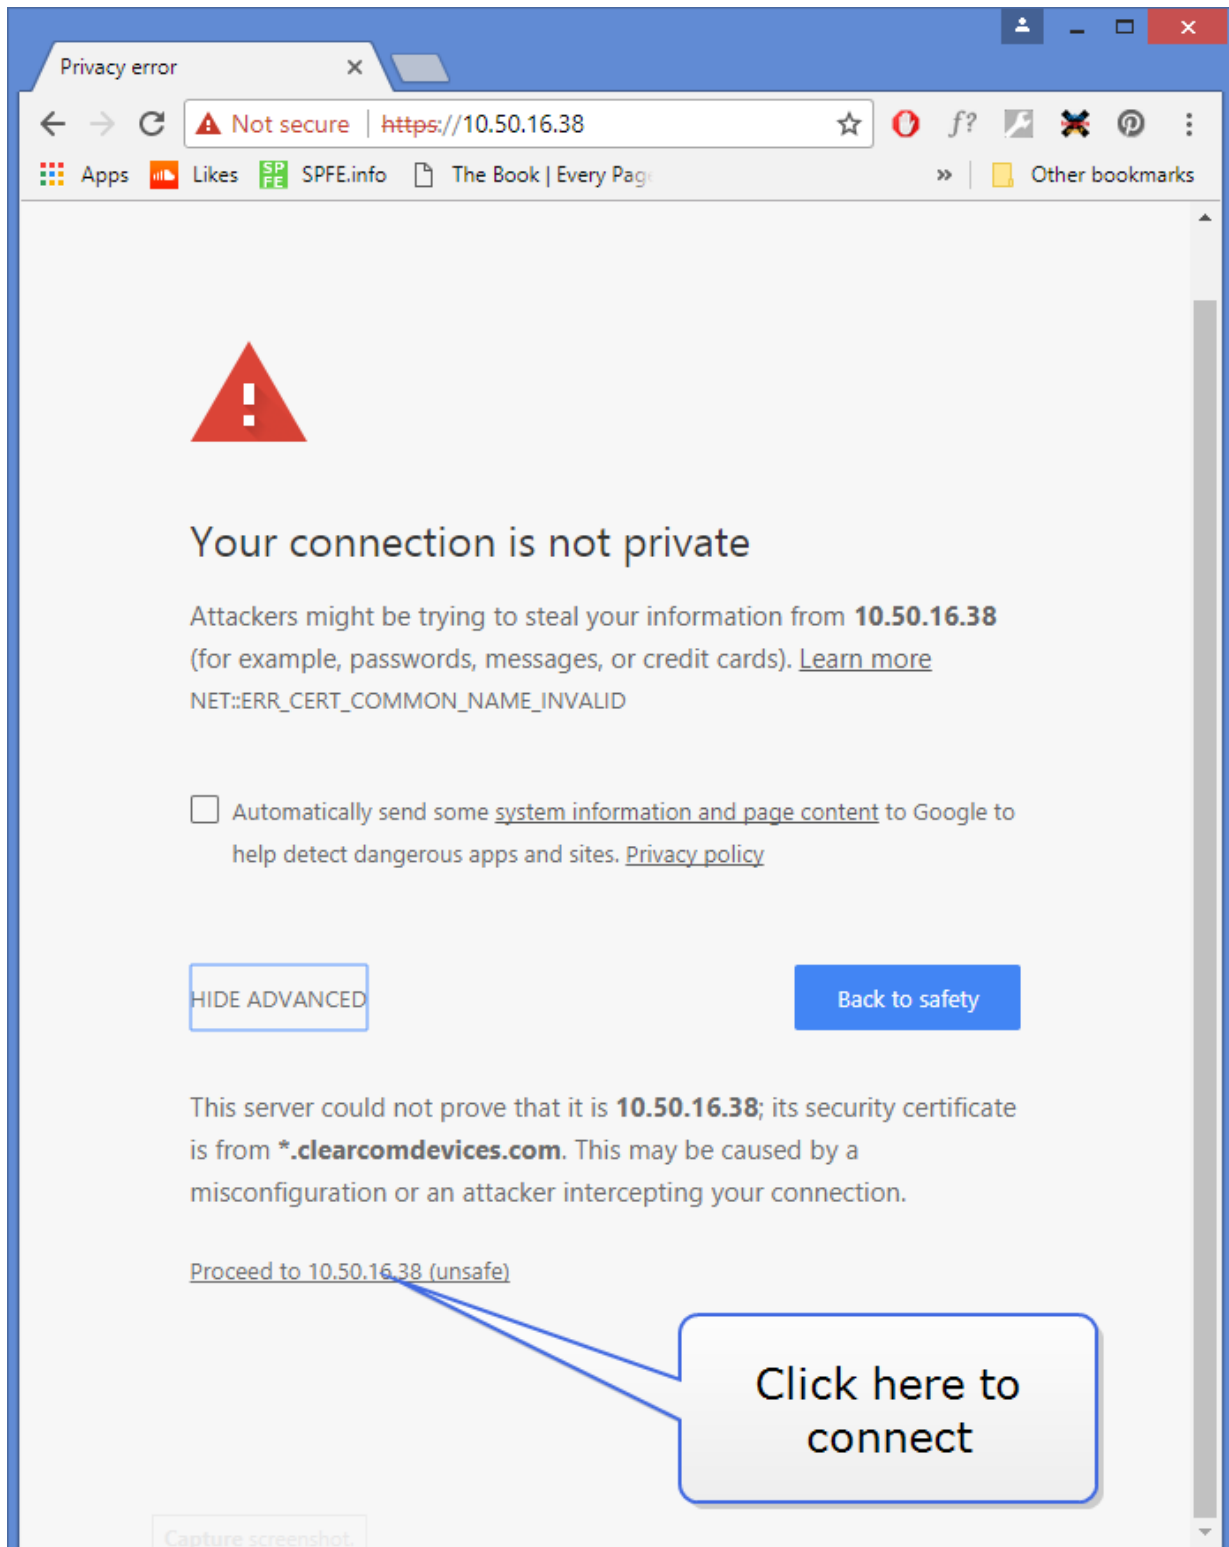 Privacy error
Not secure | https://10.50.16.38
f?
Apps Likes SPFE SPFE.info The Book | Every Page » Other bookmarks
Your connection is not private
Attackers might be trying to steal your information from 10.50.16.38
(for example, passwords, messages, or credit cards). Learn more
NET::ERR_CERT_COMMON_NAME_INVALID
Automatically send some system information and page content to Google to
help detect dangerous apps and sites. Privacy policy
HIDE ADVANCED Back to safety
This server could not prove that it is 10.50.16.38; its security certificate
is from *.clearcomdevices.com. This may be caused by a
misconfiguration or an attacker intercepting your connection.
Proceed to 10.50.16.38 (unsafe)
Click here to
connect
Capture screenshot.